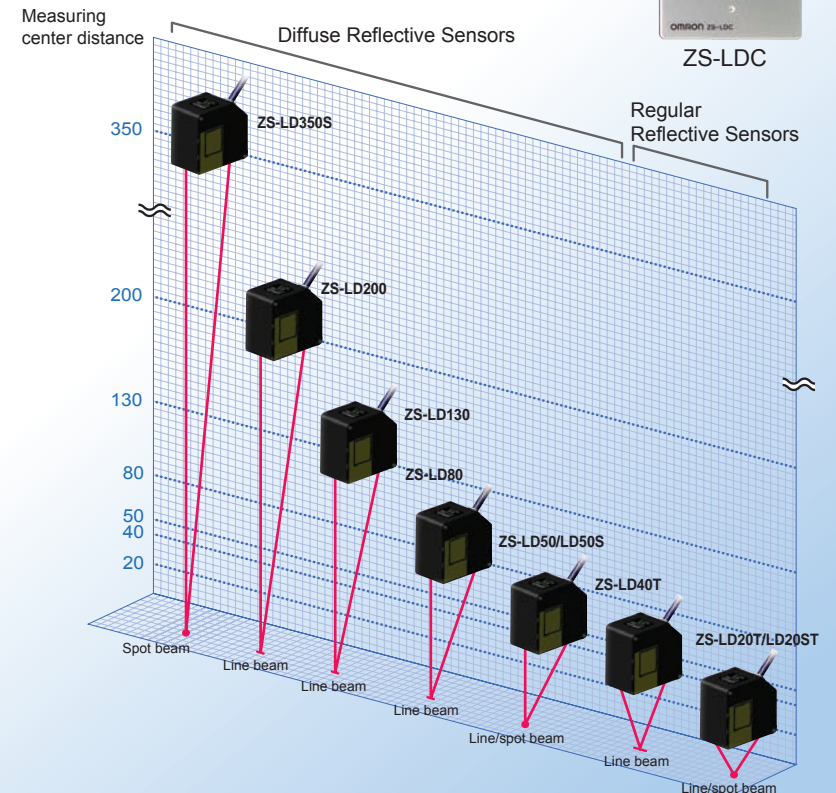 Measuring
center distance
Diffuse Reflective Sensors
OMRON ZS-LDC
ZS-LDC
Regular
Reflective Sensors
350
ZS-LD350S
200
ZS-LD200
130
ZS-LD130
80
ZS-LD80
50
40
ZS-LD50/LD50S
20
ZS-LD40T
ZS-LD20T/LD20ST
Spot beam
Line beam
Line beam
Line beam
Line/spot beam
Line beam
Line/spot beam